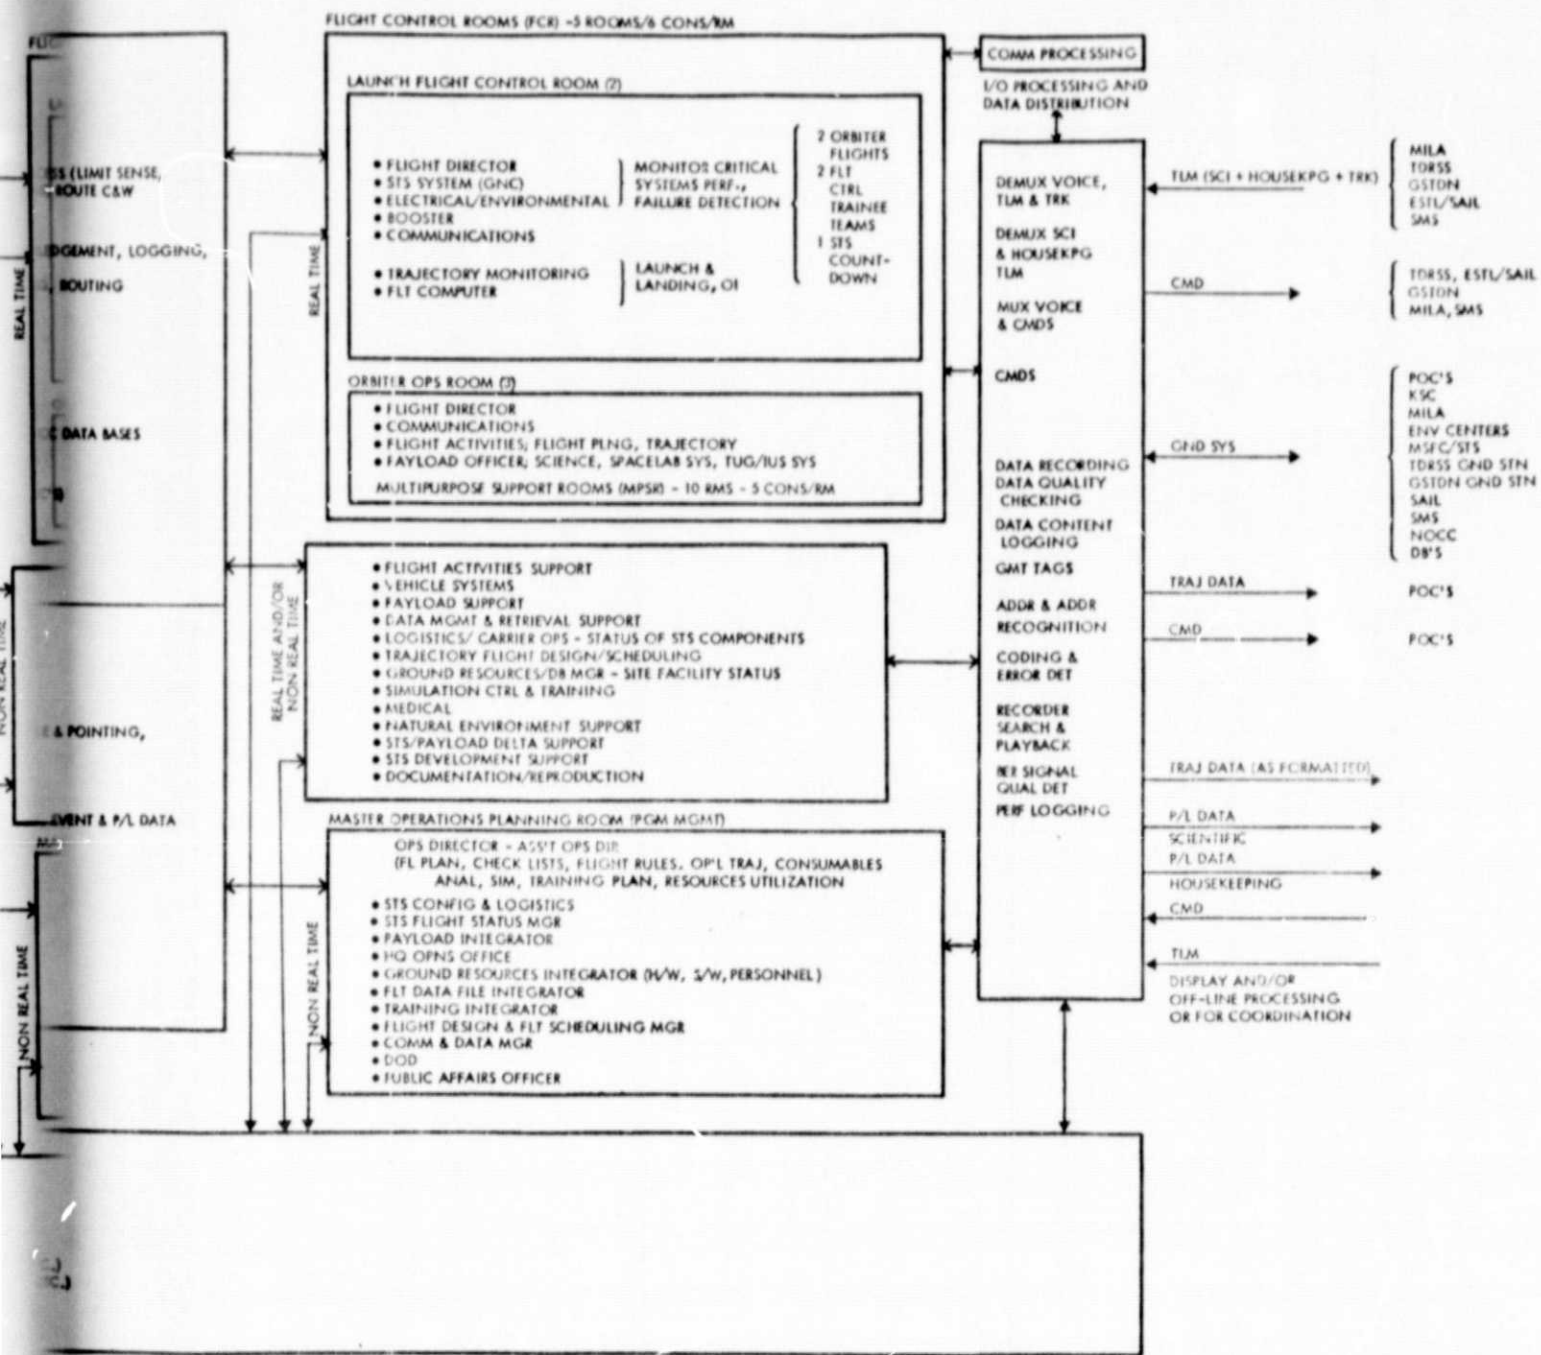 FLIGHT CONTROL ROOMS (FCR) -5 ROOMS/6 CONS/RM
LAUNCH FLIGHT CONTROL ROOM (2)
• FLIGHT DIRECTOR
• STS SYSTEM (GNC)
• ELECTRICAL/ENVIRONMENTAL
• BOOSTER
• COMMUNICATIONS
MONITOR CRITICAL
SYSTEMS PERF.,
FAILURE DETECTION
• TRAJECTORY MONITORING
• FLT COMPUTER
LAUNCH &
LANDING, OI
2 ORBITER
FLIGHTS
2 FLT
CTRL
TRAINEE
TEAMS
1 STS
COUNT-
DOWN
ORBITER OPS ROOM (3)
• FLIGHT DIRECTOR
• COMMUNICATIONS
• FLIGHT ACTIVITIES; FLIGHT PLNG, TRAJECTORY
• PAYLOAD OFFICER; SCIENCE, SPACELAB SYS, TUG/IUS SYS
MULTIPURPOSE SUPPORT ROOMS (MPSR) - 10 RMS - 5 CONS/RM
• FLIGHT ACTIVITIES SUPPORT
• VEHICLE SYSTEMS
• PAYLOAD SUPPORT
• DATA MGMT & RETRIEVAL SUPPORT
• LOGISTICS/ CARRIER OPS - STATUS OF STS COMPONENTS
• TRAJECTORY FLIGHT DESIGN/SCHEDULING
• GROUND RESOURCES/DB MGR - SITE FACILITY STATUS
• SIMULATION CTRL & TRAINING
• MEDICAL
• NATURAL ENVIRONMENT SUPPORT
• STS/PAYLOAD DELTA SUPPORT
• STS DEVELOPMENT SUPPORT
• DOCUMENTATION/REPRODUCTION
MASTER OPERATIONS PLANNING ROOM (PGM MGMT)
OPS DIRECTOR - ASS'T OPS DIR
(FL PLAN, CHECK LISTS, FLIGHT RULES, OP'L TRAJ, CONSUMABLES
ANAL, SIM, TRAINING PLAN, RESOURCES UTILIZATION
• STS CONFIG & LOGISTICS
• STS FLIGHT STATUS MGR
• PAYLOAD INTEGRATOR
• HQ OPNS OFFICE
• GROUND RESOURCES INTEGRATOR (H/W, S/W, PERSONNEL)
• FLT DATA FILE INTEGRATOR
• TRAINING INTEGRATOR
• FLIGHT DESIGN & FLT SCHEDULING MGR
• COMM & DATA MGR
• DOD
• PUBLIC AFFAIRS OFFICER
COMM PROCESSING
I/O PROCESSING AND
DATA DISTRIBUTION
DEMUX VOICE,
TLM & TRK
DEMUX SCI
& HOUSEKPG
TLM
MUX VOICE
& CMDS
CMDS
DATA RECORDING
DATA QUALITY
CHECKING
DATA CONTENT
LOGGING
GMT TAGS
ADDR & ADDR
RECOGNITION
CODING &
ERROR DET
RECORDER
SEARCH &
PLAYBACK
BER SIGNAL
QUAL DET
PERF LOGGING
TLM (SCI + HOUSEKPG + TRK)
MILA
TDRSS
GSTDN
ESTL/SAIL
SMS
CMD
TDRSS, ESTL/SAIL
GSTDN
MILA, SMS
GND SYS
POC'S
KSC
MILA
ENV CENTERS
MSFC/STS
TDRSS GND STN
GSTDN GND STN
SAIL
SMS
NOCC
DB'S
TRAJ DATA
POC'S
CMD
POC'S
TRAJ DATA (AS FORMATTED)
P/L DATA
SCIENTIFIC
P/L DATA
HOUSEKEEPING
CMD
TLM
DISPLAY AND/OR
OFF-LINE PROCESSING
OR FOR COORDINATION
(LIMIT SENSE,
ROUTE C&W
LOGGING,
ROUTING
DATA BASES
& POINTING,
EVENT & P/L DATA
REAL TIME
REAL TIME
REAL TIME AND/OR
NON REAL TIME
NON REAL TIME
NON REAL TIME
NON REAL TIME